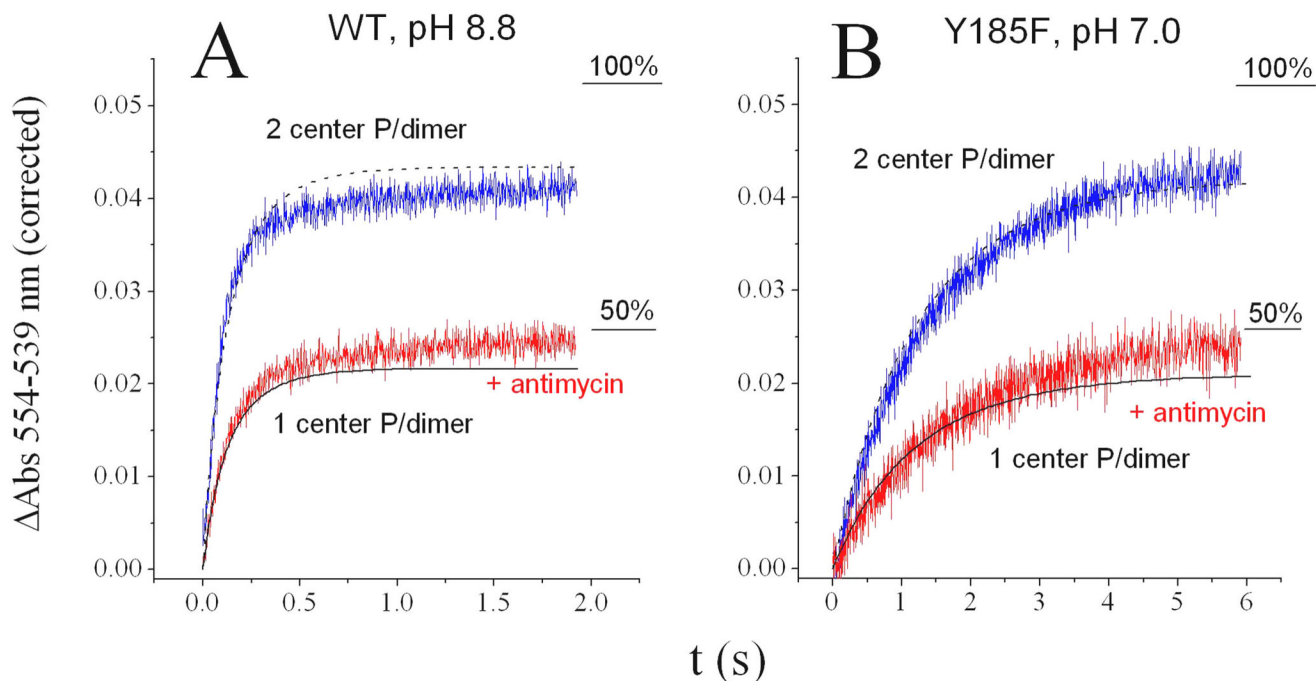 A
WT, pH 8.8
ΔAbs 554-539 nm (corrected)
0.05
0.04
0.03
0.02
0.01
0.00
100%
2 center P/dimer
50%
+ antimycin
1 center P/dimer
0.0
0.5
1.0
1.5
2.0
B
Y185F, pH 7.0
0.05
0.04
0.03
0.02
0.01
0.00
100%
2 center P/dimer
50%
+ antimycin
1 center P/dimer
0
1
2
3
4
5
6
t (s)